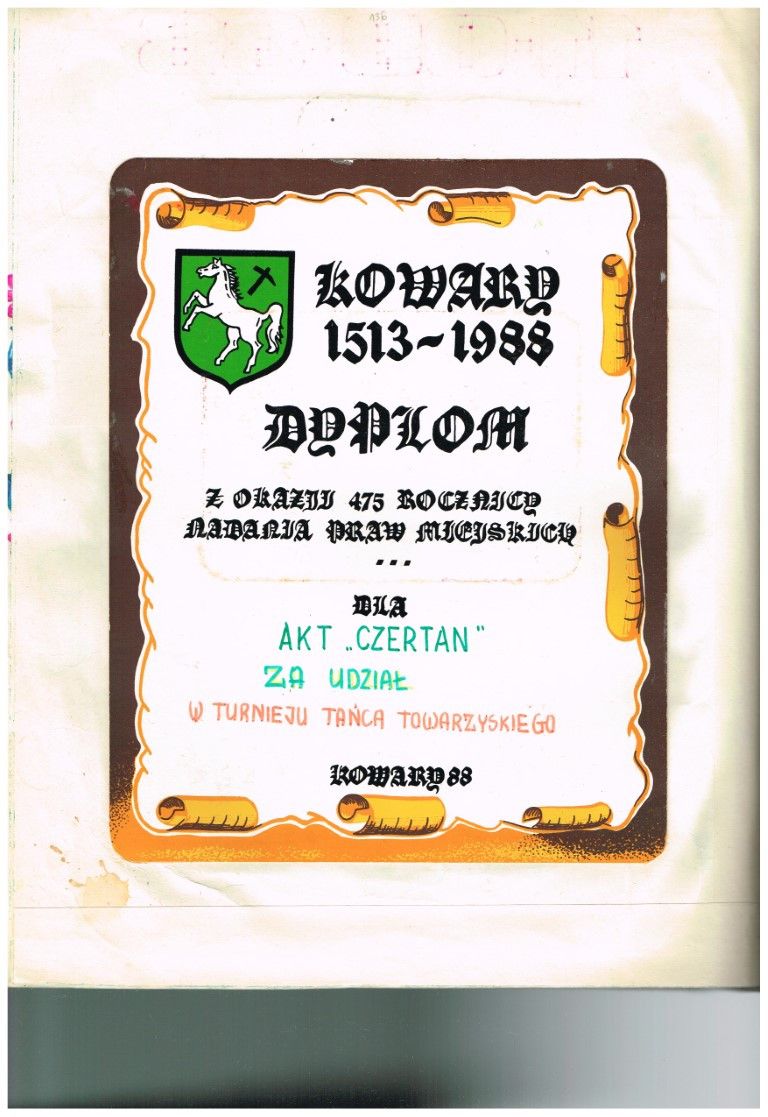 136
KOWARY
1513~1988
DYPLOM
Z OKAZJI 475 ROCZNICY
NADANIA PRAW MIEJSKICH
...
DLA
AKT „CZERTAN"
ZA UDZIAŁ
W TURNIEJU TAŃCA TOWARZYSKIEGO
KOWARY 88